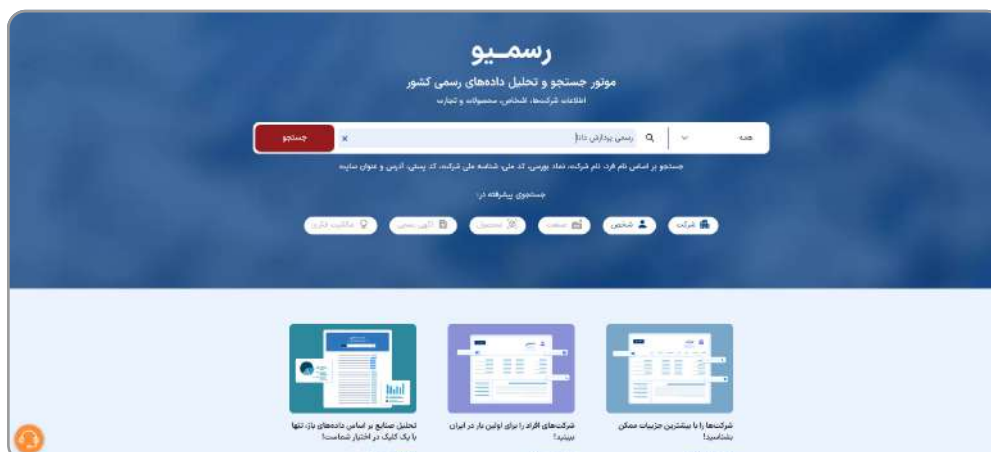 رسمـیو
موتور جستجو و تحلیل داده‌های رسمی کشور
اطلاعات شرکت‌ها، اشخاص، محصولات و تجارت
همه
رسمی پردازش دانا
جستجو
جستجو بر اساس نام فرد، نام شرکت، نماد بورسی، کد ملی، شناسه ملی شرکت، کد پستی، آدرس و عنوان سایت
جستجوی پیشرفته در:
شرکت شخص صنعت محصول آگهی رسمی مالکیت فکری
شرکت‌ها را با بیشترین جزییات ممکن
بشناسید!
شرکت‌های افراد را برای اولین بار در ایران
ببینید!
تحلیل صنایع بر اساس داده‌های باز، تنها
با یک کلیک در اختیار شماست!